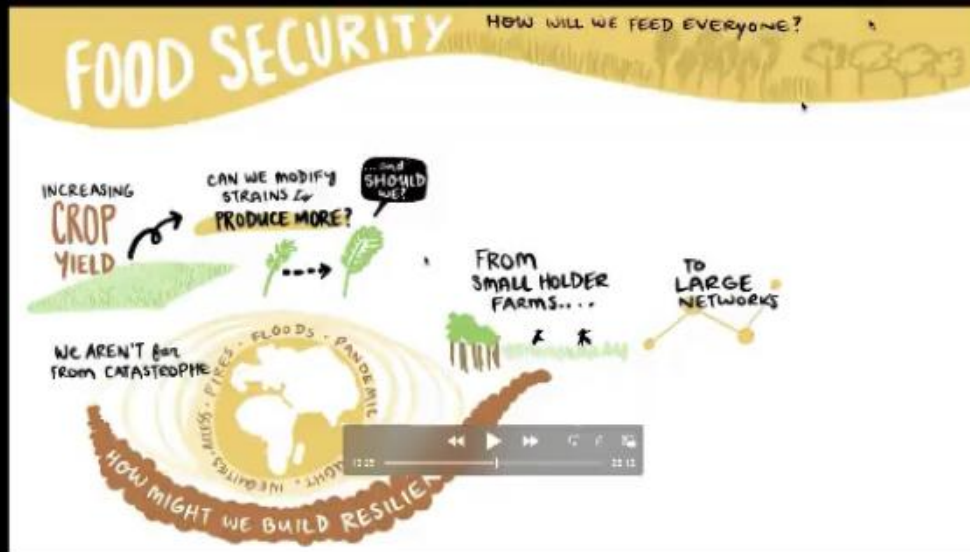 FOOD SECURITY
HOW WILL WE FEED EVERYONE?
INCREASING
CROP
YIELD
CAN WE MODIFY
STRAINS to
PRODUCE MORE?
...and
SHOULD
WE?
FROM
SMALL HOLDER
FARMS....
TO
LARGE
NETWORKS
WE AREN'T far
FROM CATASTROPHE
ACCESS · FIRES · FLOODS · PANDEMIC
INEQUITIES
HOW MIGHT WE BUILD